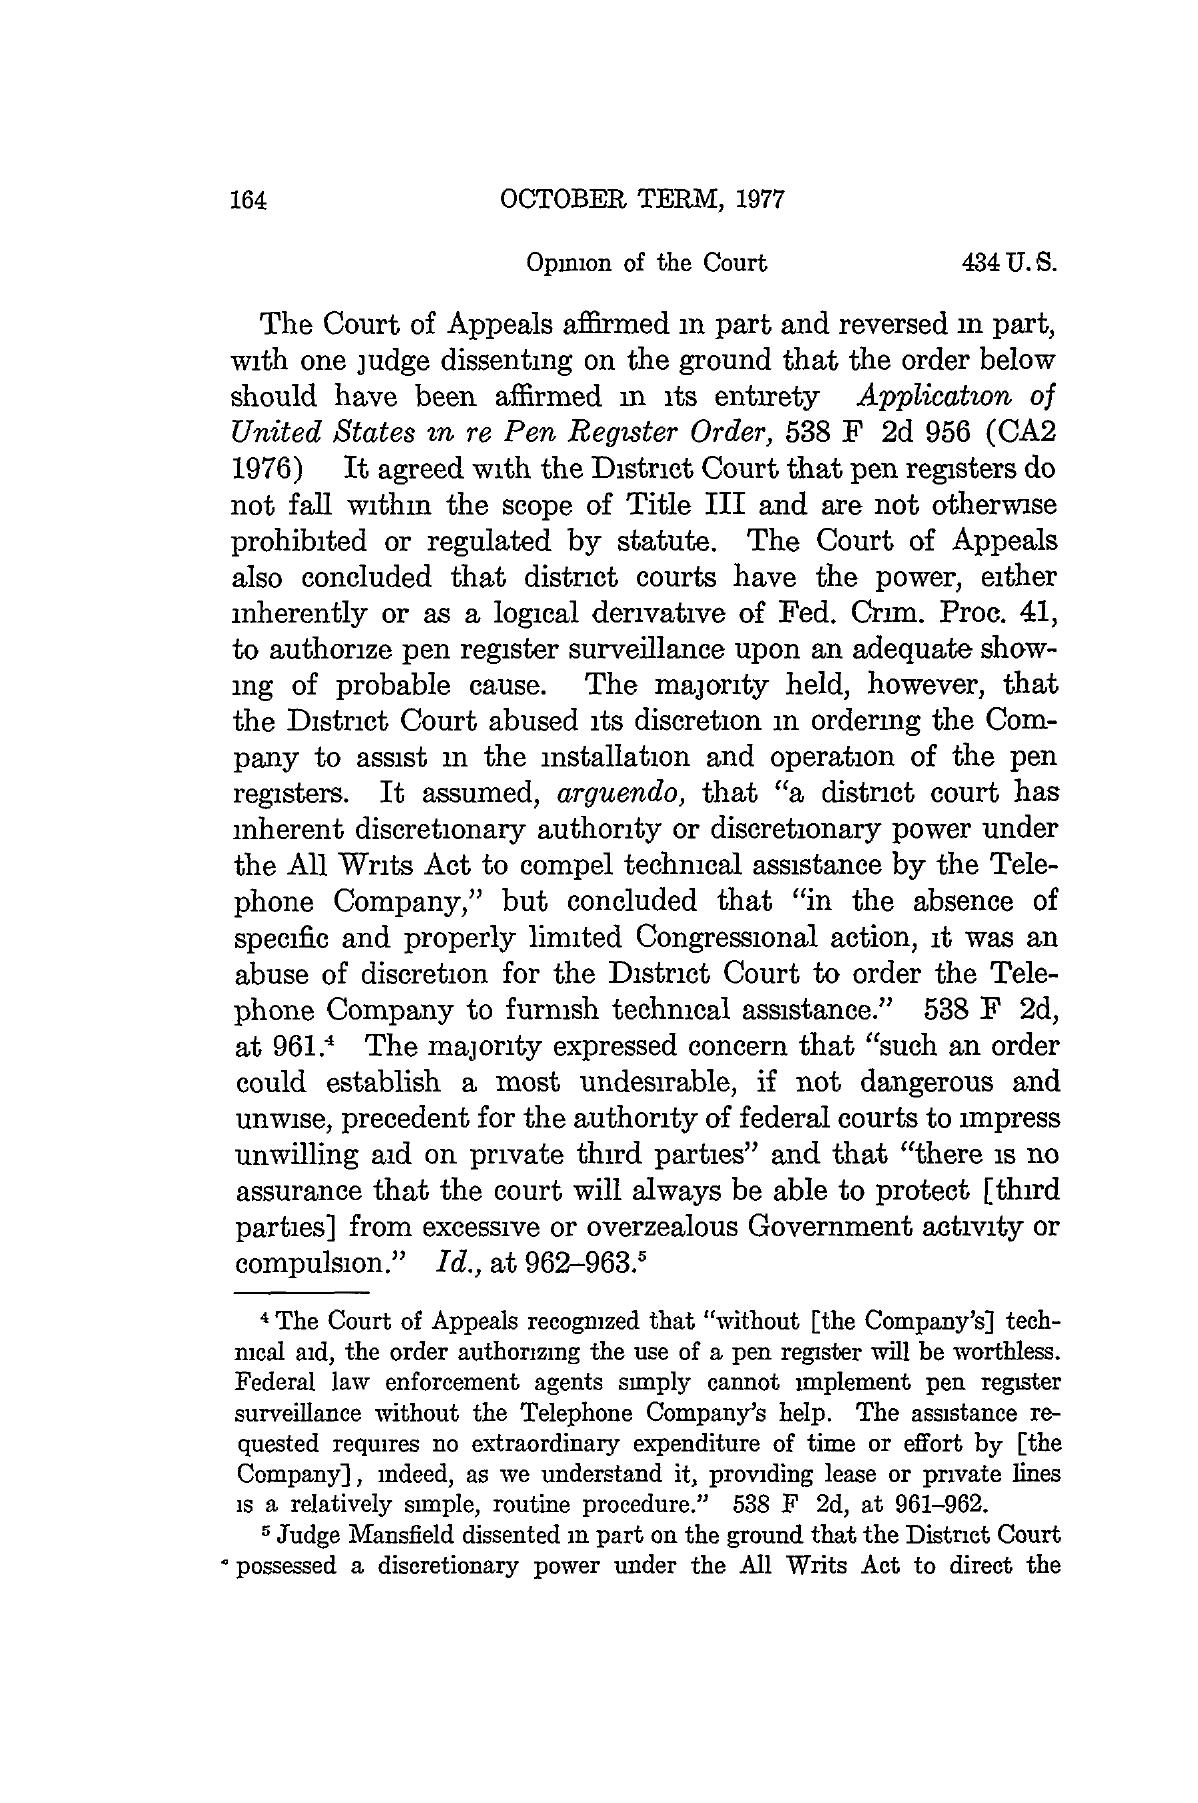 164 OCTOBER TERM, 1977
Opinion of the Court 434 U.S.
The Court of Appeals affirmed in part and reversed in part,
with one judge dissenting on the ground that the order below
should have been affirmed in its entirety Application of
United States in re Pen Register Order, 538 F 2d 956 (CA2
1976) It agreed with the District Court that pen registers do
not fall within the scope of Title III and are not otherwise
prohibited or regulated by statute. The Court of Appeals
also concluded that district courts have the power, either
inherently or as a logical derivative of Fed. Crim. Proc. 41,
to authorize pen register surveillance upon an adequate show-
ing of probable cause. The majority held, however, that
the District Court abused its discretion in ordering the Com-
pany to assist in the installation and operation of the pen
registers. It assumed, arguendo, that “a district court has
inherent discretionary authority or discretionary power under
the All Writs Act to compel technical assistance by the Tele-
phone Company,” but concluded that “in the absence of
specific and properly limited Congressional action, it was an
abuse of discretion for the District Court to order the Tele-
phone Company to furnish technical assistance.” 538 F 2d,
at 961.⁴ The majority expressed concern that “such an order
could establish a most undesirable, if not dangerous and
unwise, precedent for the authority of federal courts to impress
unwilling aid on private third parties” and that “there is no
assurance that the court will always be able to protect [third
parties] from excessive or overzealous Government activity or
compulsion.” Id., at 962–963.⁵
⁴ The Court of Appeals recognized that “without [the Company's] tech-
nical aid, the order authorizing the use of a pen register will be worthless.
Federal law enforcement agents simply cannot implement pen register
surveillance without the Telephone Company's help. The assistance re-
quested requires no extraordinary expenditure of time or effort by [the
Company], indeed, as we understand it, providing lease or private lines
is a relatively simple, routine procedure.” 538 F 2d, at 961–962.
⁵ Judge Mansfield dissented in part on the ground that the District Court
possessed a discretionary power under the All Writs Act to direct the